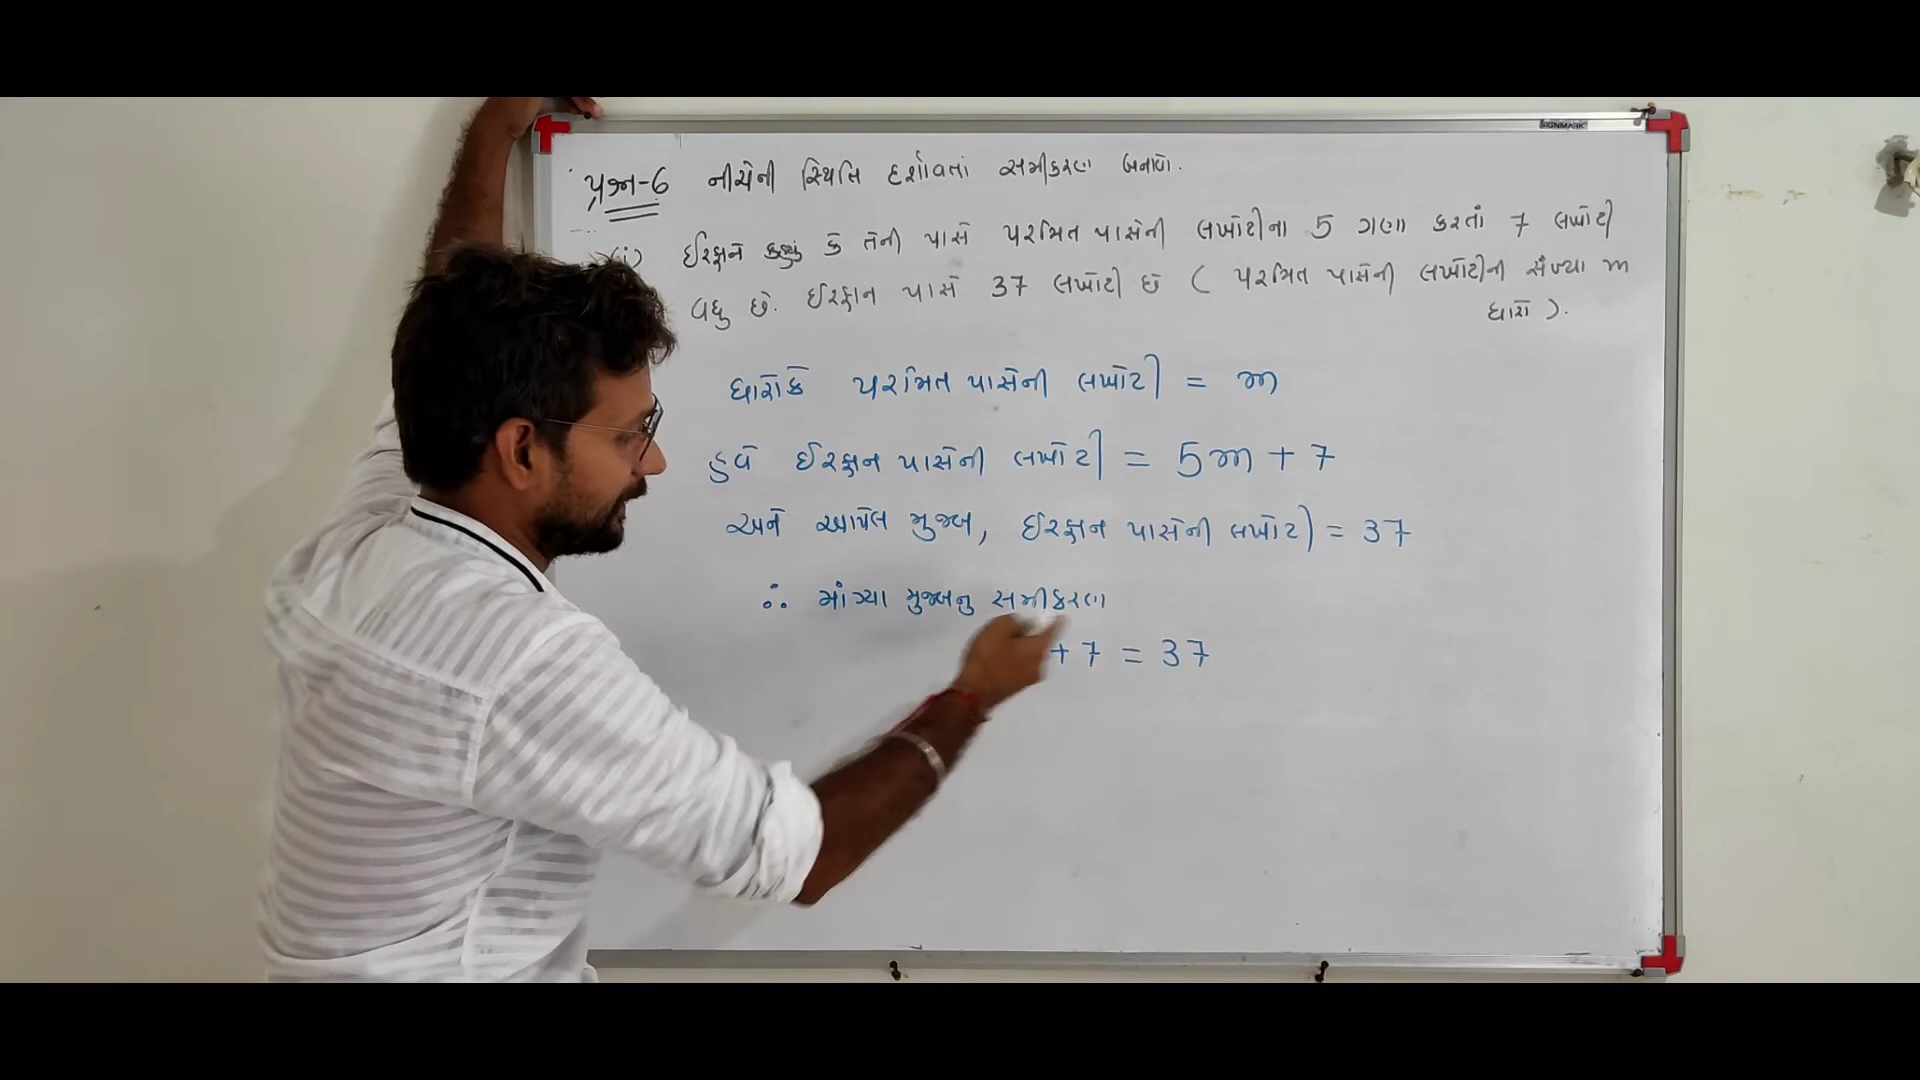 SIGNMARK
પ્રશ્ન-6 નીચેની સ્થિતિ દર્શાવતાં સમીકરણ બનાવો.
(i) ઈરફાને કહ્યું કે તેની પાસે પરમિત પાસેની લખોટીના 5 ગણા કરતાં 7 લખોટી
વધુ છે. ઈરફાન પાસે 37 લખોટી છે ( પરમિત પાસેની લખોટીની સંખ્યા m
ધારો ).
ધારોકે પરમિત પાસેની લખોટી = m
હવે ઈરફાન પાસેની લખોટી = 5m + 7
અને આપેલ મુજબ, ઈરફાન પાસેની લખોટી = 37
∴ માંગ્યા મુજબનુ સમીકરણ
+ 7 = 37